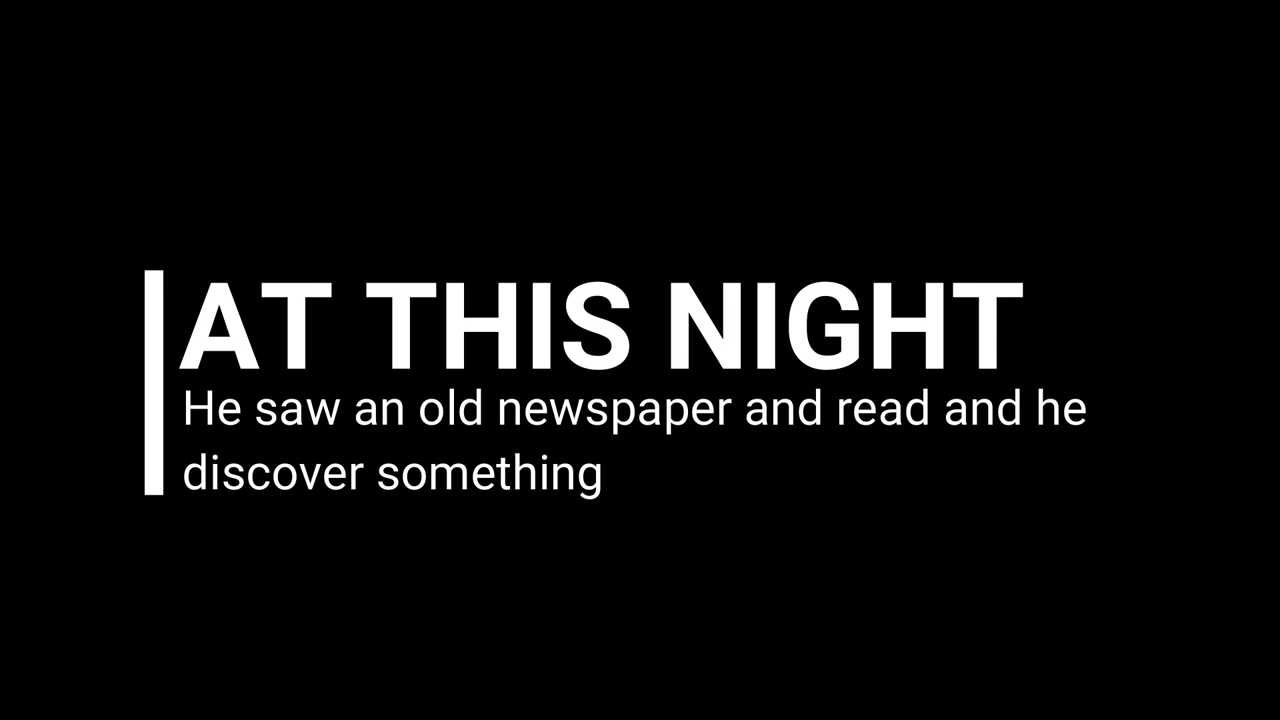 AT THIS NIGHT
He saw an old newspaper and read and he
discover something